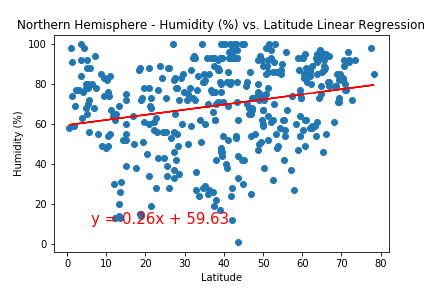 Northern Hemisphere - Humidity (%) vs. Latitude Linear Regression
100
80
60
40
20
0
Humidity (%)
y = 0.26x + 59.63
0 10 20 30 40 50 60 70 80
Latitude